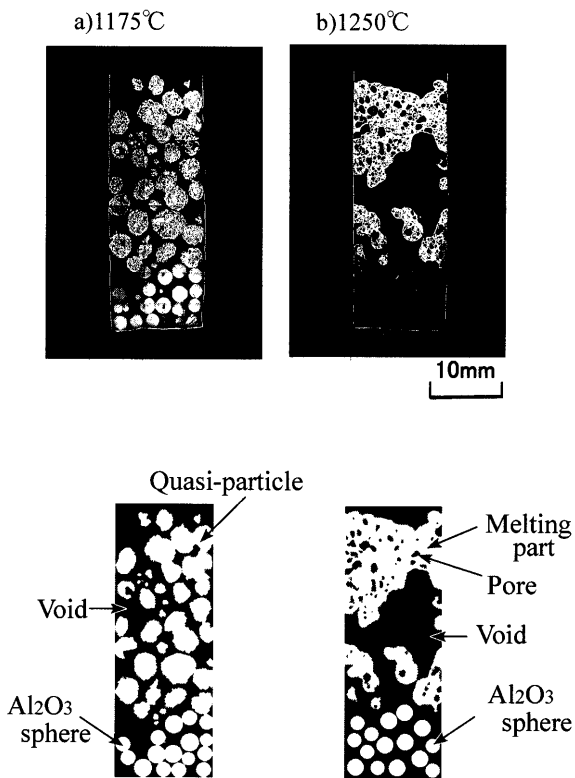 a)1175℃
b)1250℃
10mm
Quasi-particle
Void
Al2O3
sphere
Melting
part
Pore
Void
Al2O3
sphere